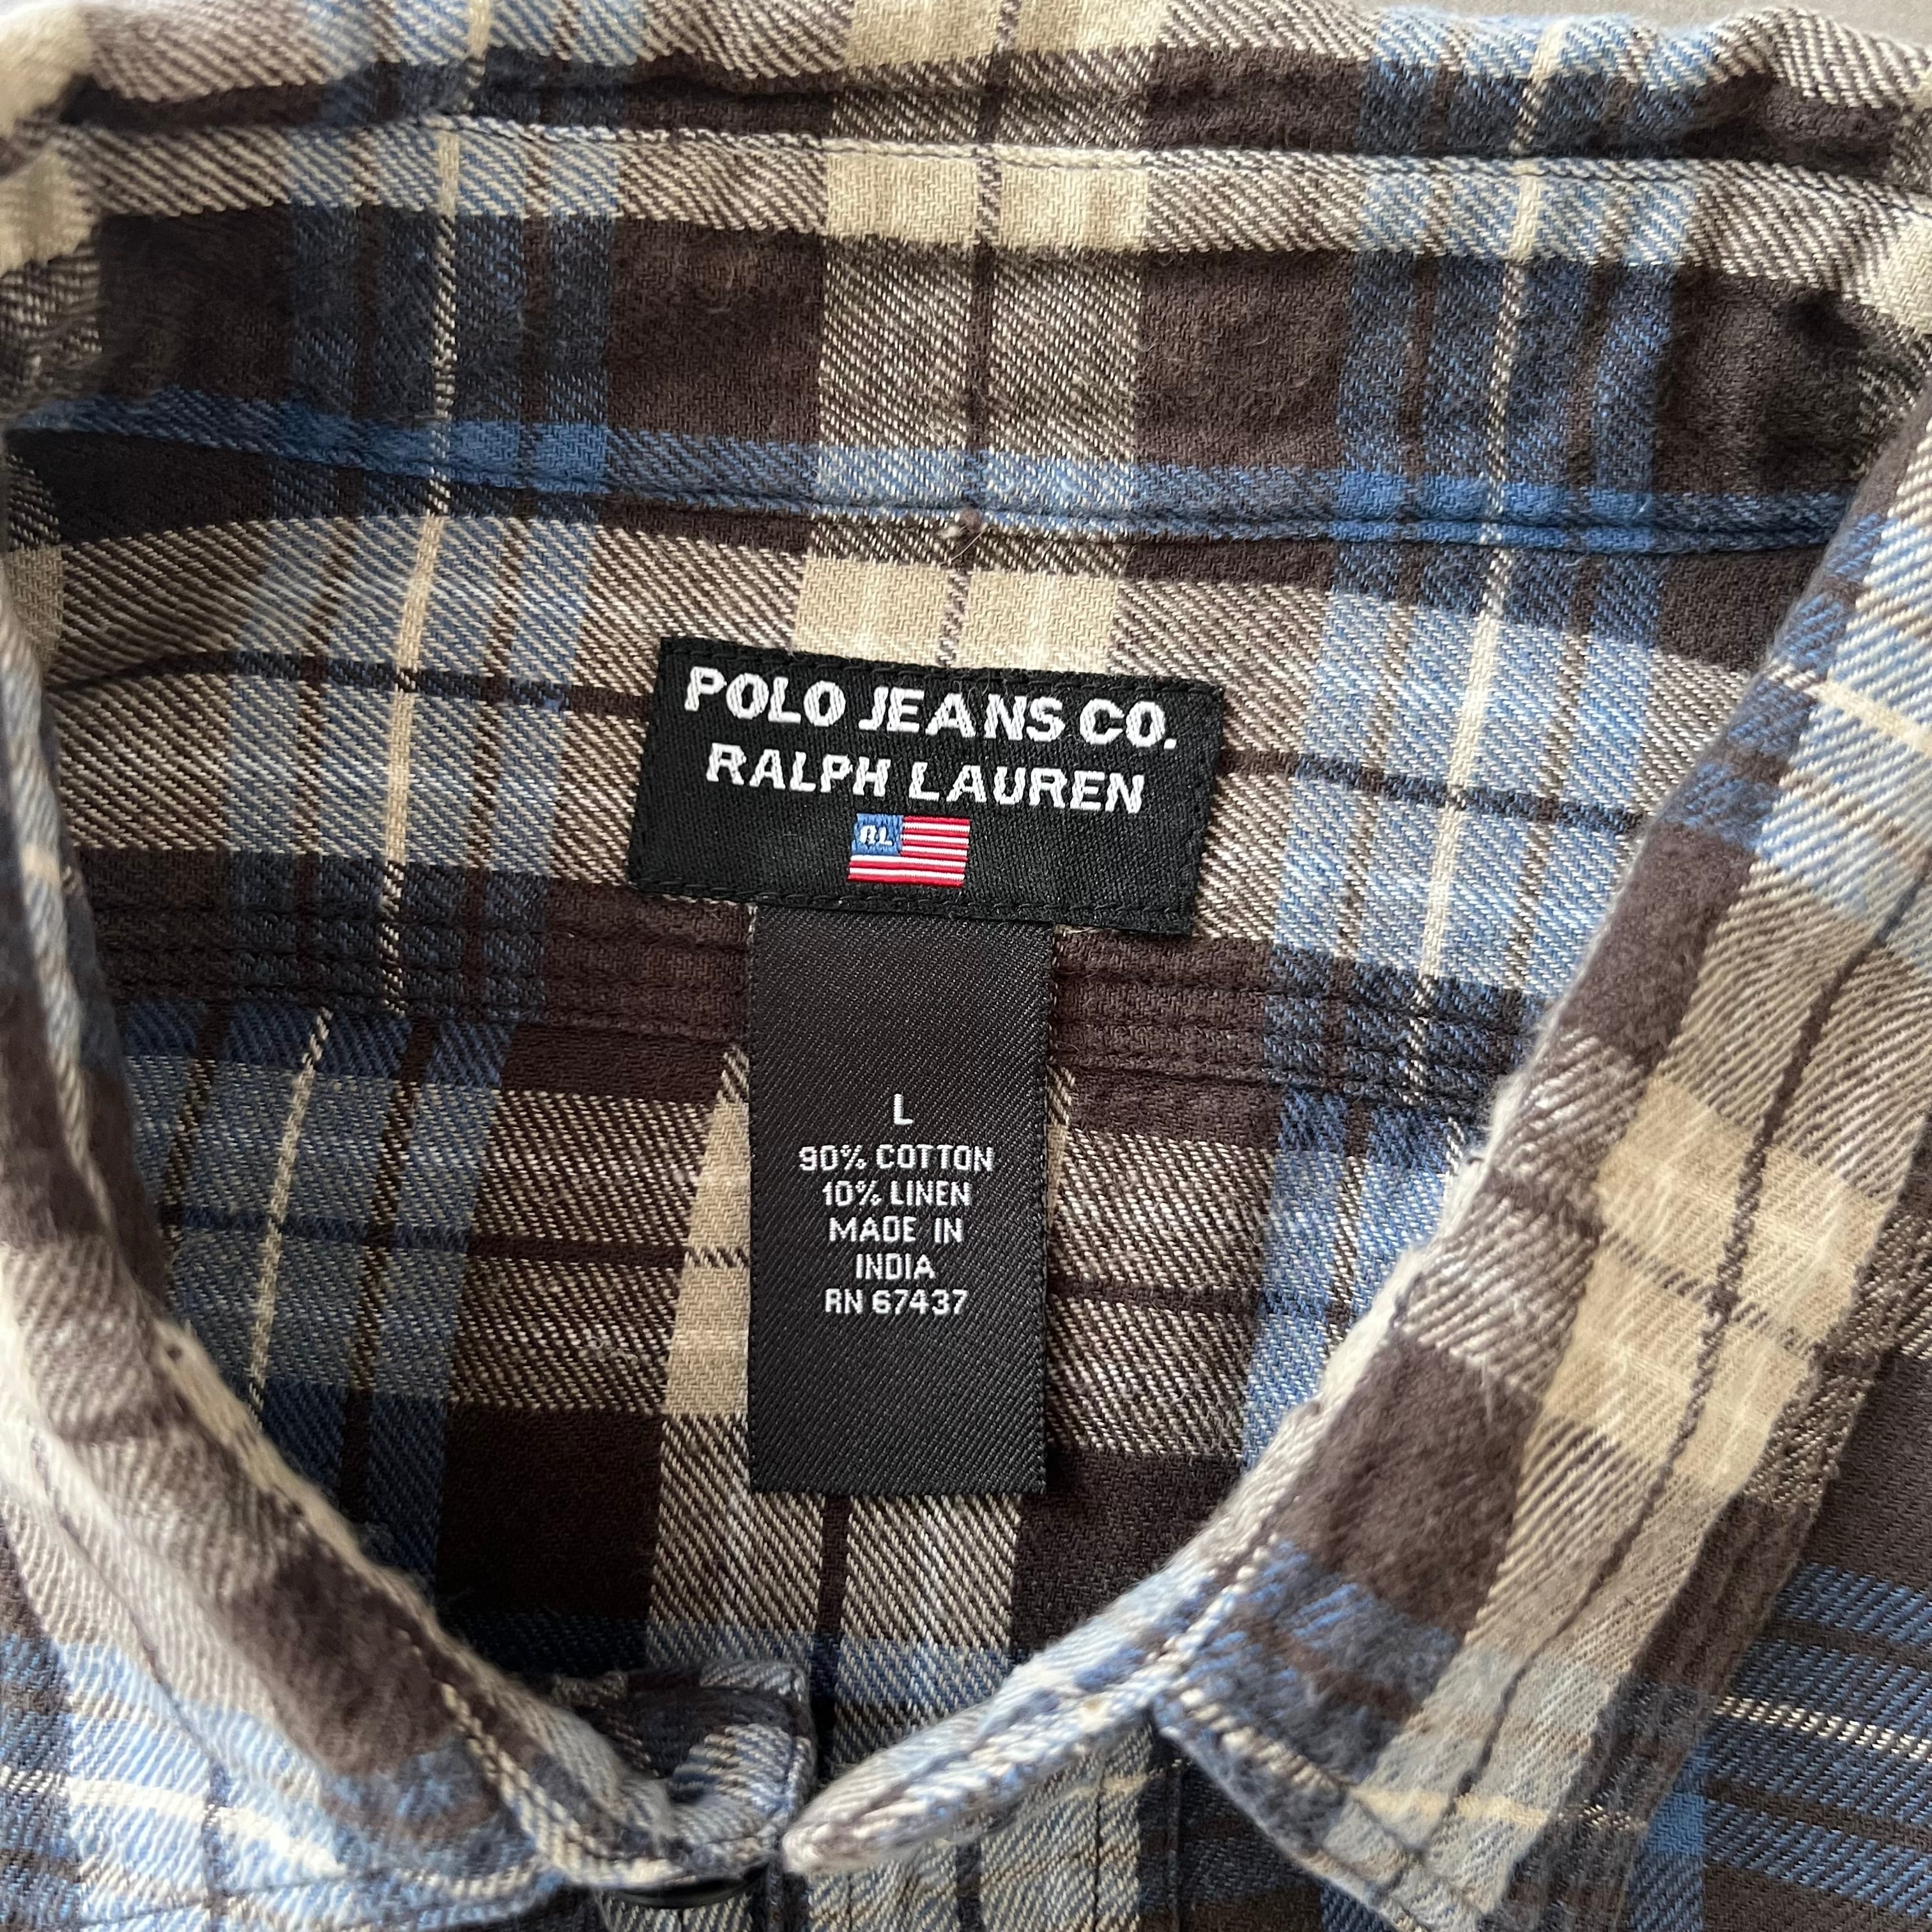 POLO JEANS CO.
RALPH LAUREN
RL
L
90% COTTON
10% LINEN
MADE IN
INDIA
RN 67437